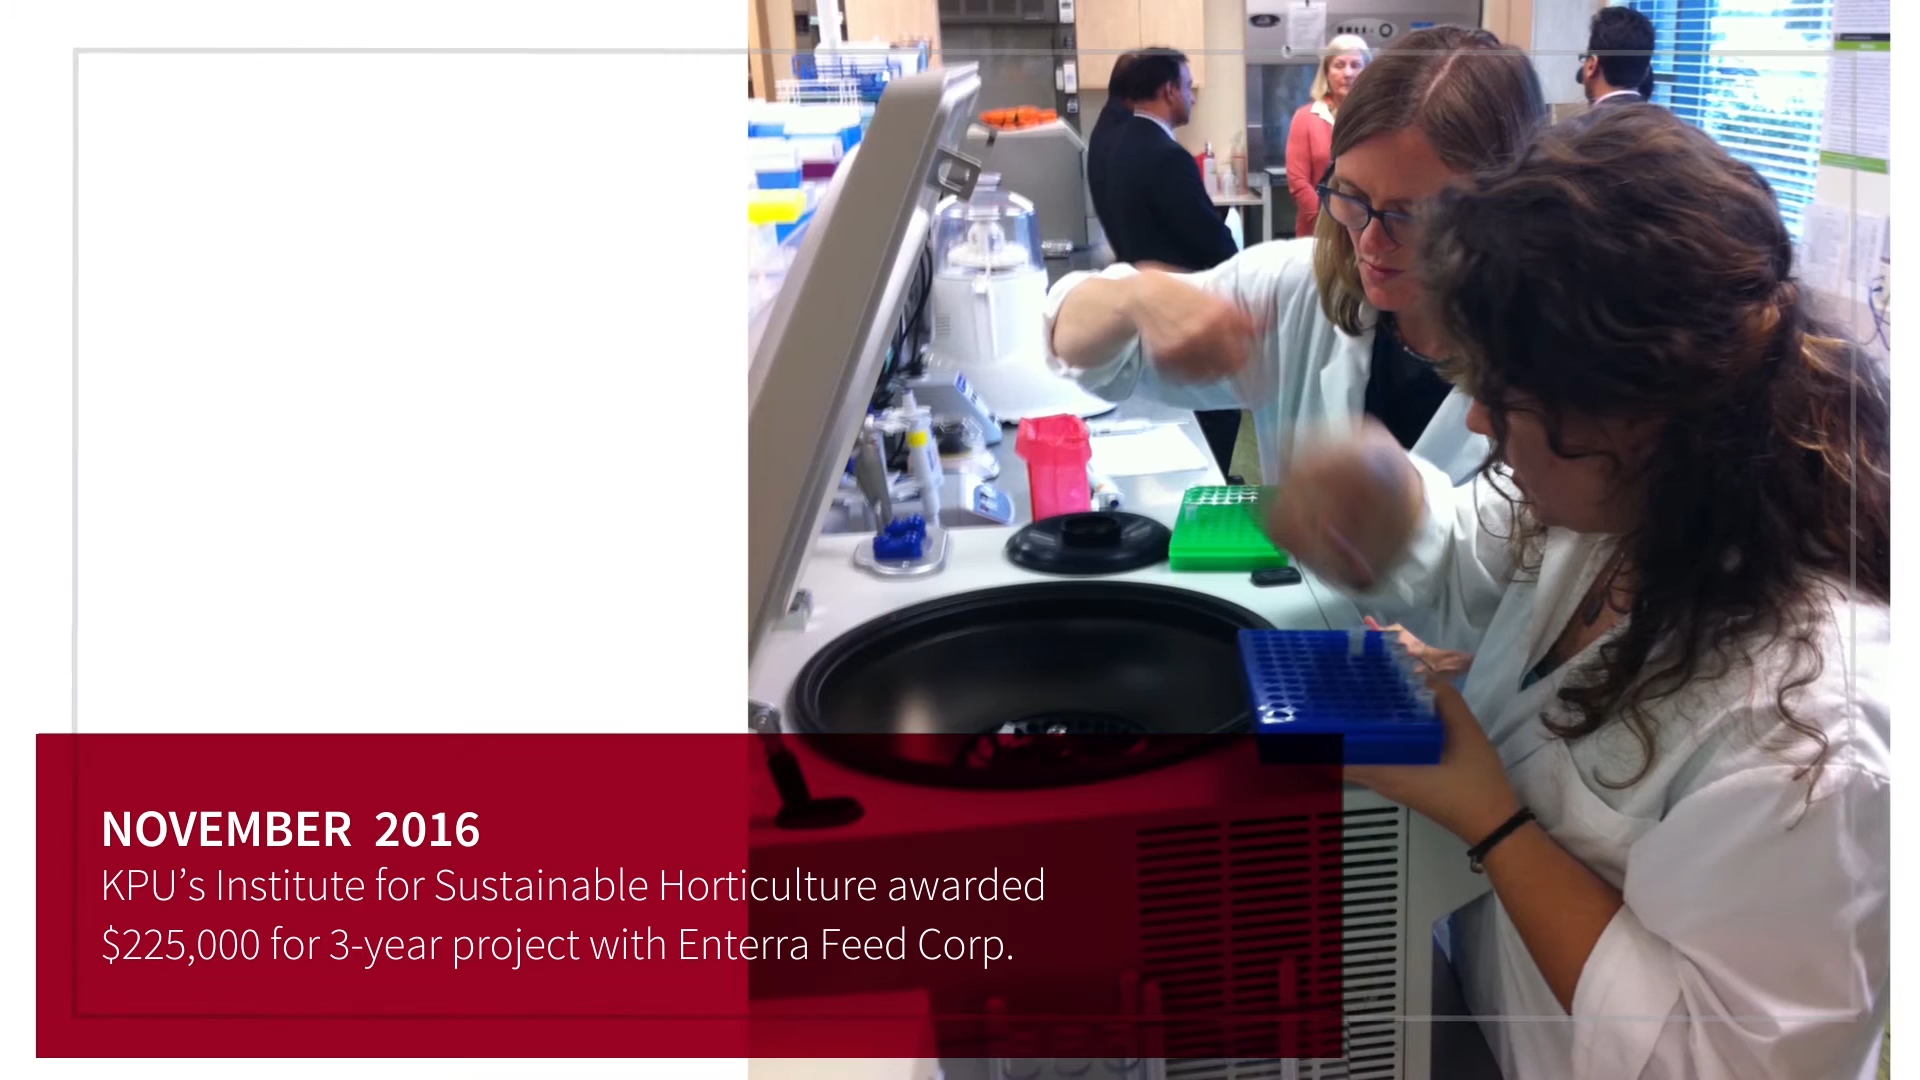 NOVEMBER 2016
KPU’s Institute for Sustainable Horticulture awarded
$225,000 for 3-year project with Enterra Feed Corp.